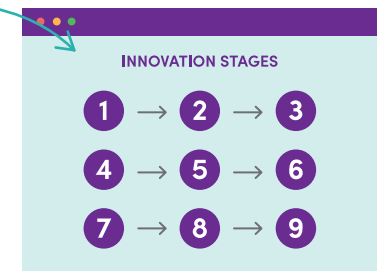 INNOVATION STAGES
1 → 2 → 3
4 → 5 → 6
7 → 8 → 9